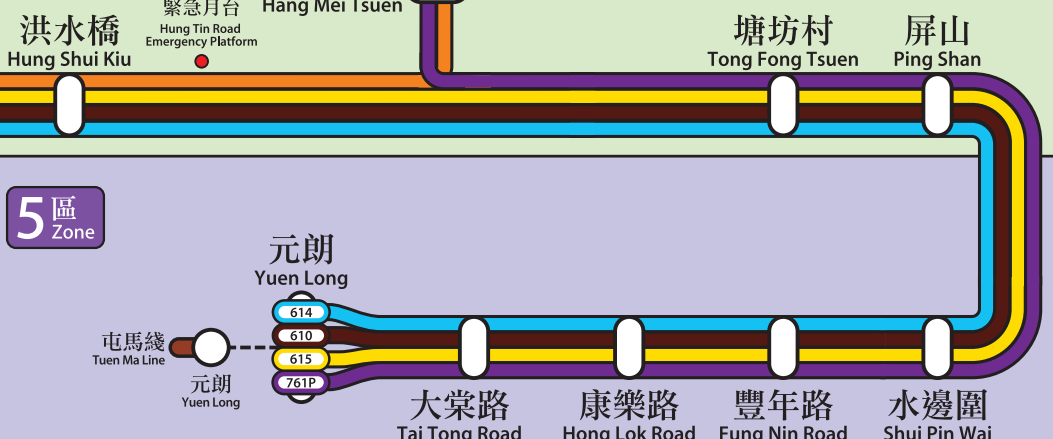 緊急月台
Hung Tin Road
Emergency Platform
Hang Mei Tsuen
洪水橋
Hung Shui Kiu
塘坊村
Tong Fong Tsuen
屏山
Ping Shan
5 區
Zone
元朗
Yuen Long
614
610
615
761P
屯馬綫
Tuen Ma Line
元朗
Yuen Long
大棠路
Tai Tong Road
康樂路
Hong Lok Road
豐年路
Fung Nin Road
水邊圍
Shui Pin Wai